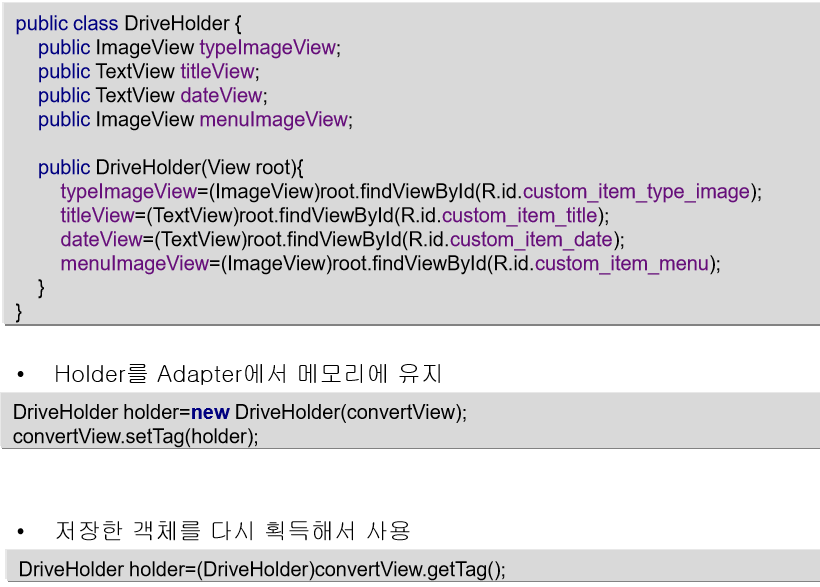 public class DriveHolder {
public ImageView typeImageView;
public TextView titleView;
public TextView dateView;
public ImageView menuImageView;
public DriveHolder(View root){
typeImageView=(ImageView)root.findViewById(R.id.custom_item_type_image);
titleView=(TextView)root.findViewById(R.id.custom_item_title);
dateView=(TextView)root.findViewById(R.id.custom_item_date);
menuImageView=(ImageView)root.findViewById(R.id.custom_item_menu);
}
}
• Holder를 Adapter에서 메모리에 유지
DriveHolder holder=new DriveHolder(convertView);
convertView.setTag(holder);
• 저장한 객체를 다시 획득해서 사용
DriveHolder holder=(DriveHolder)convertView.getTag();